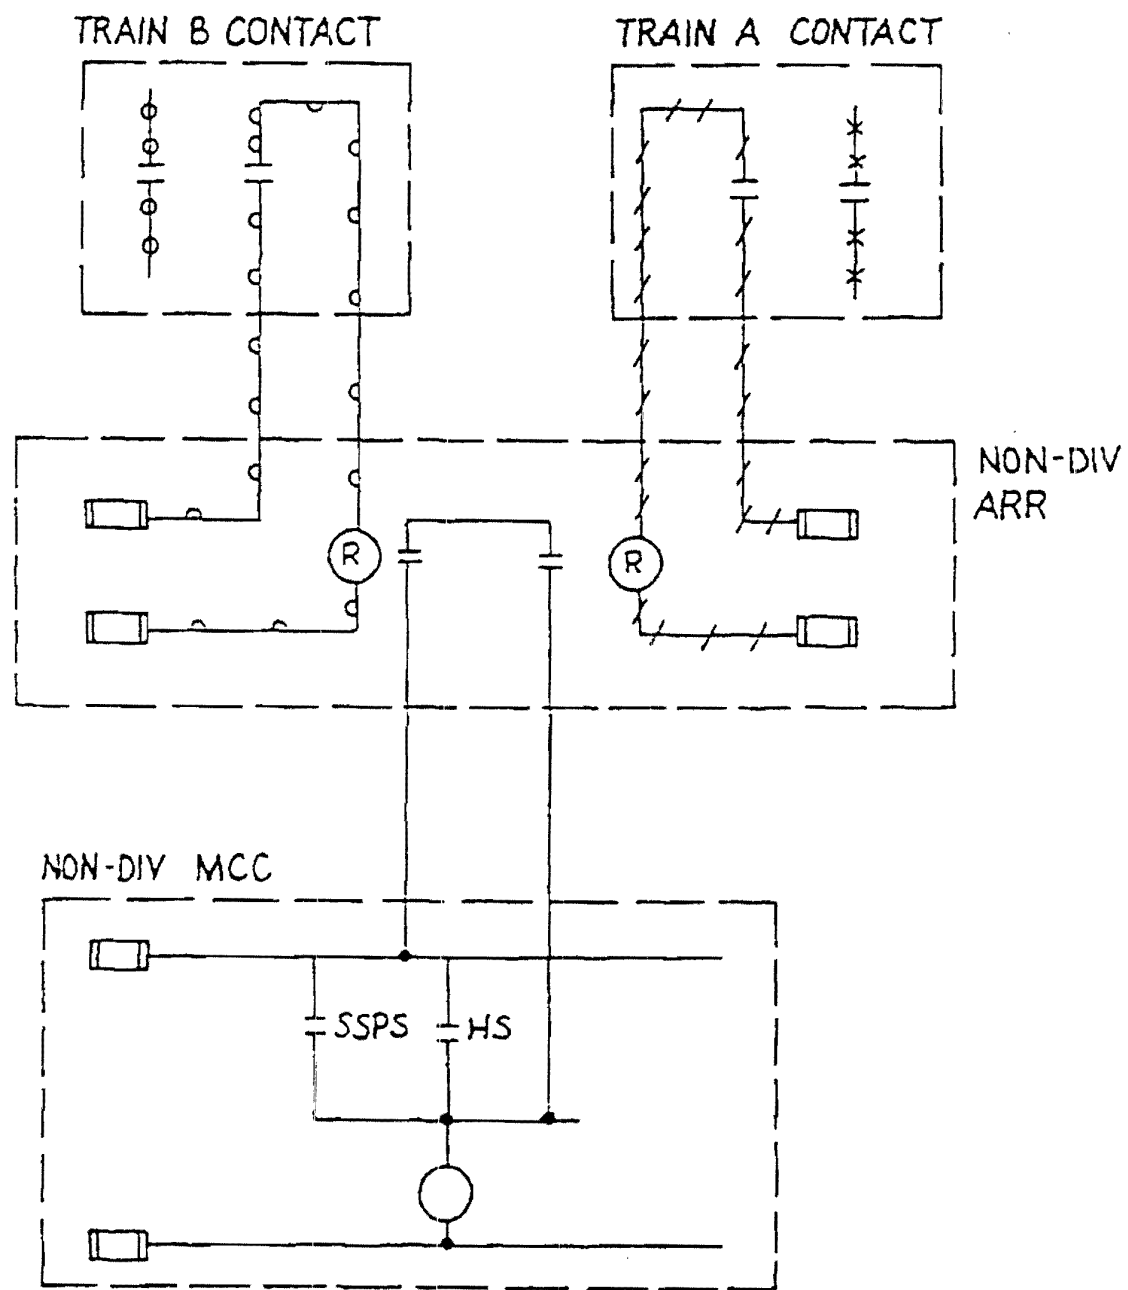 TRAIN B CONTACT
TRAIN A CONTACT
NON-DIV
ARR
R
R
NON-DIV MCC
SSPS
HS